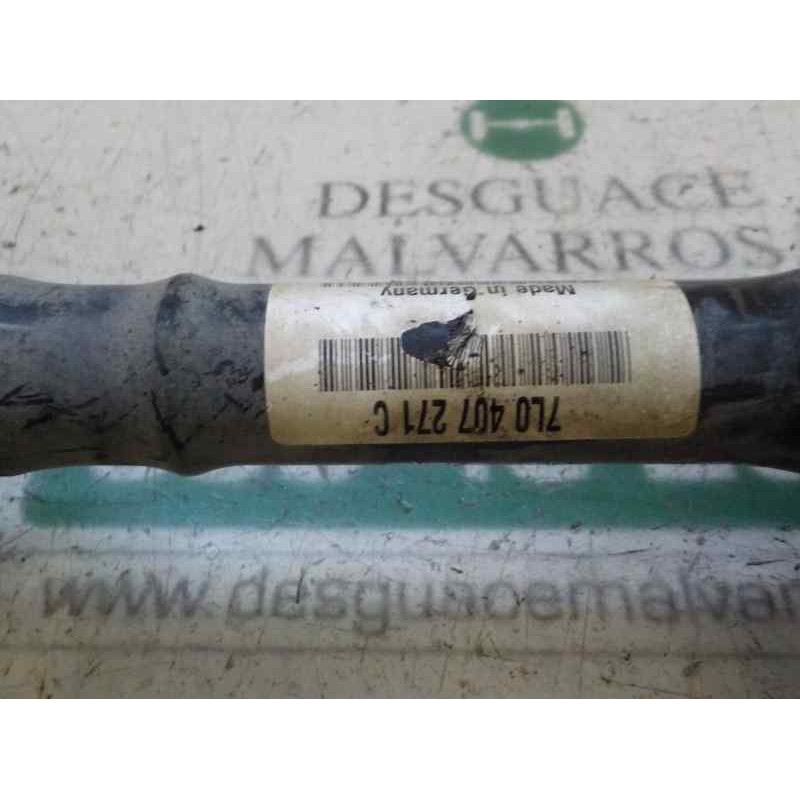 DESGUACE
MALVARROS
Made in Germany
7L0 407 271 C
www.desguacemalvar